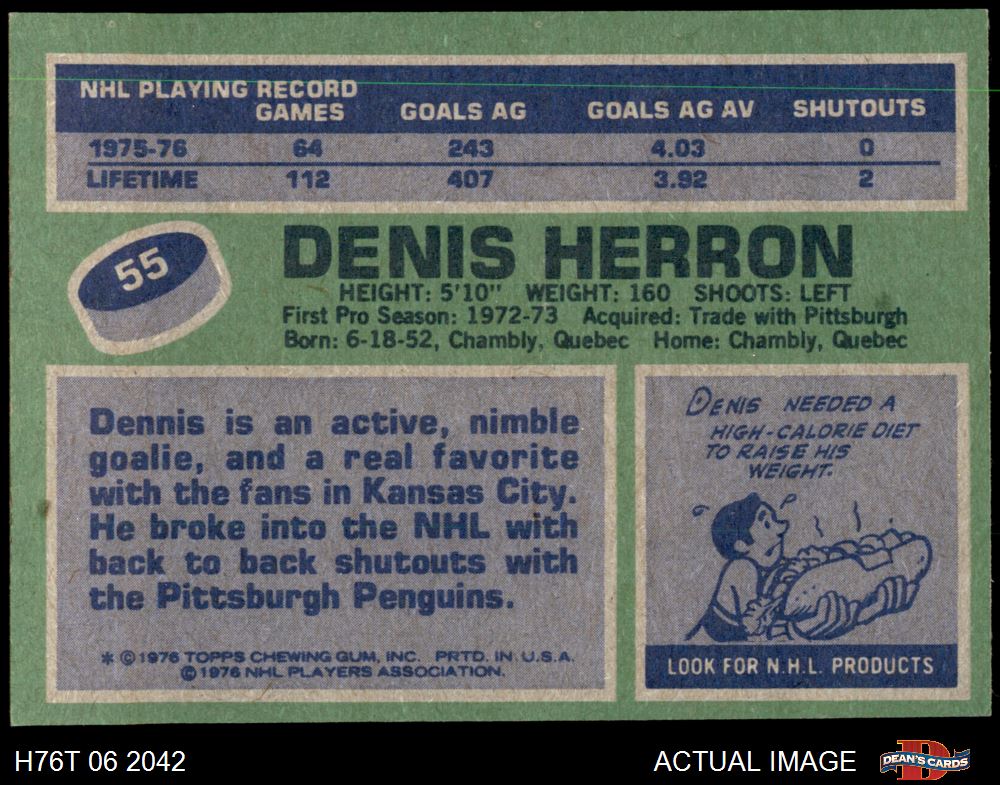 NHL PLAYING RECORD
GAMES GOALS AG GOALS AG AV SHUTOUTS
1975-76 64 243 4.03 0
LIFETIME 112 407 3.92 2
55
DENIS HERRON
HEIGHT: 5'10" WEIGHT: 160 SHOOTS: LEFT
First Pro Season: 1972-73 Acquired: Trade with Pittsburgh
Born: 6-18-52, Chambly, Quebec Home: Chambly, Quebec
Dennis is an active, nimble
goalie, and a real favorite
with the fans in Kansas City.
He broke into the NHL with
back to back shutouts with
the Pittsburgh Penguins.
* © 1976 TOPPS CHEWING GUM, INC. PRTD. IN U.S.A.
© 1976 NHL PLAYERS ASSOCIATION.
DENIS NEEDED A
HIGH-CALORIE DIET
TO RAISE HIS
WEIGHT.
LOOK FOR N.H.L. PRODUCTS
H76T 06 2042
ACTUAL IMAGE
DEAN'S CARDS